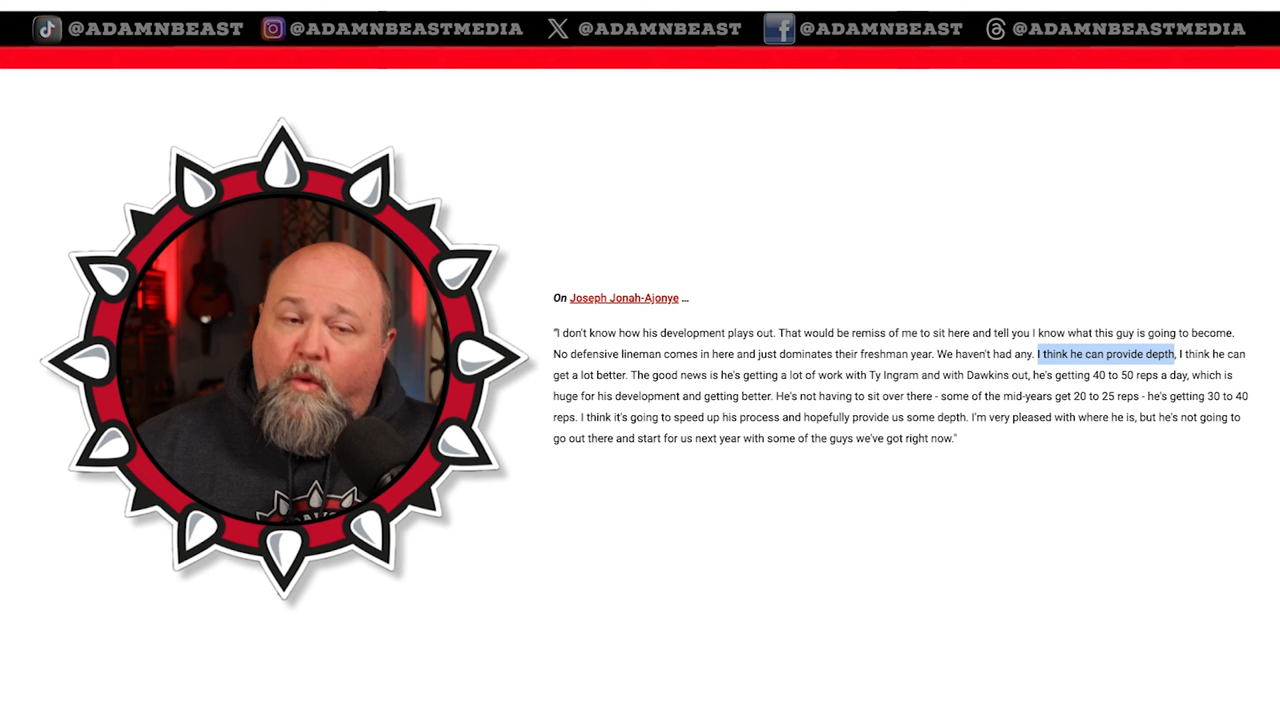 @ADAMNBEAST @ADAMNBEASTMEDIA @ADAMNBEAST @ADAMNBEAST @ADAMNBEASTMEDIA
On Joseph Jonah-Ajonye ...
"I don't know how his development plays out. That would be remiss of me to sit here and tell you I know what this guy is going to become.
No defensive lineman comes in here and just dominates their freshman year. We haven't had any. I think he can provide depth, I think he can
get a lot better. The good news is he's getting a lot of work with Ty Ingram and with Dawkins out, he's getting 40 to 50 reps a day, which is
huge for his development and getting better. He's not having to sit over there - some of the mid-years get 20 to 25 reps - he's getting 30 to 40
reps. I think it's going to speed up his process and hopefully provide us some depth. I'm very pleased with where he is, but he's not going to
go out there and start for us next year with some of the guys we've got right now."